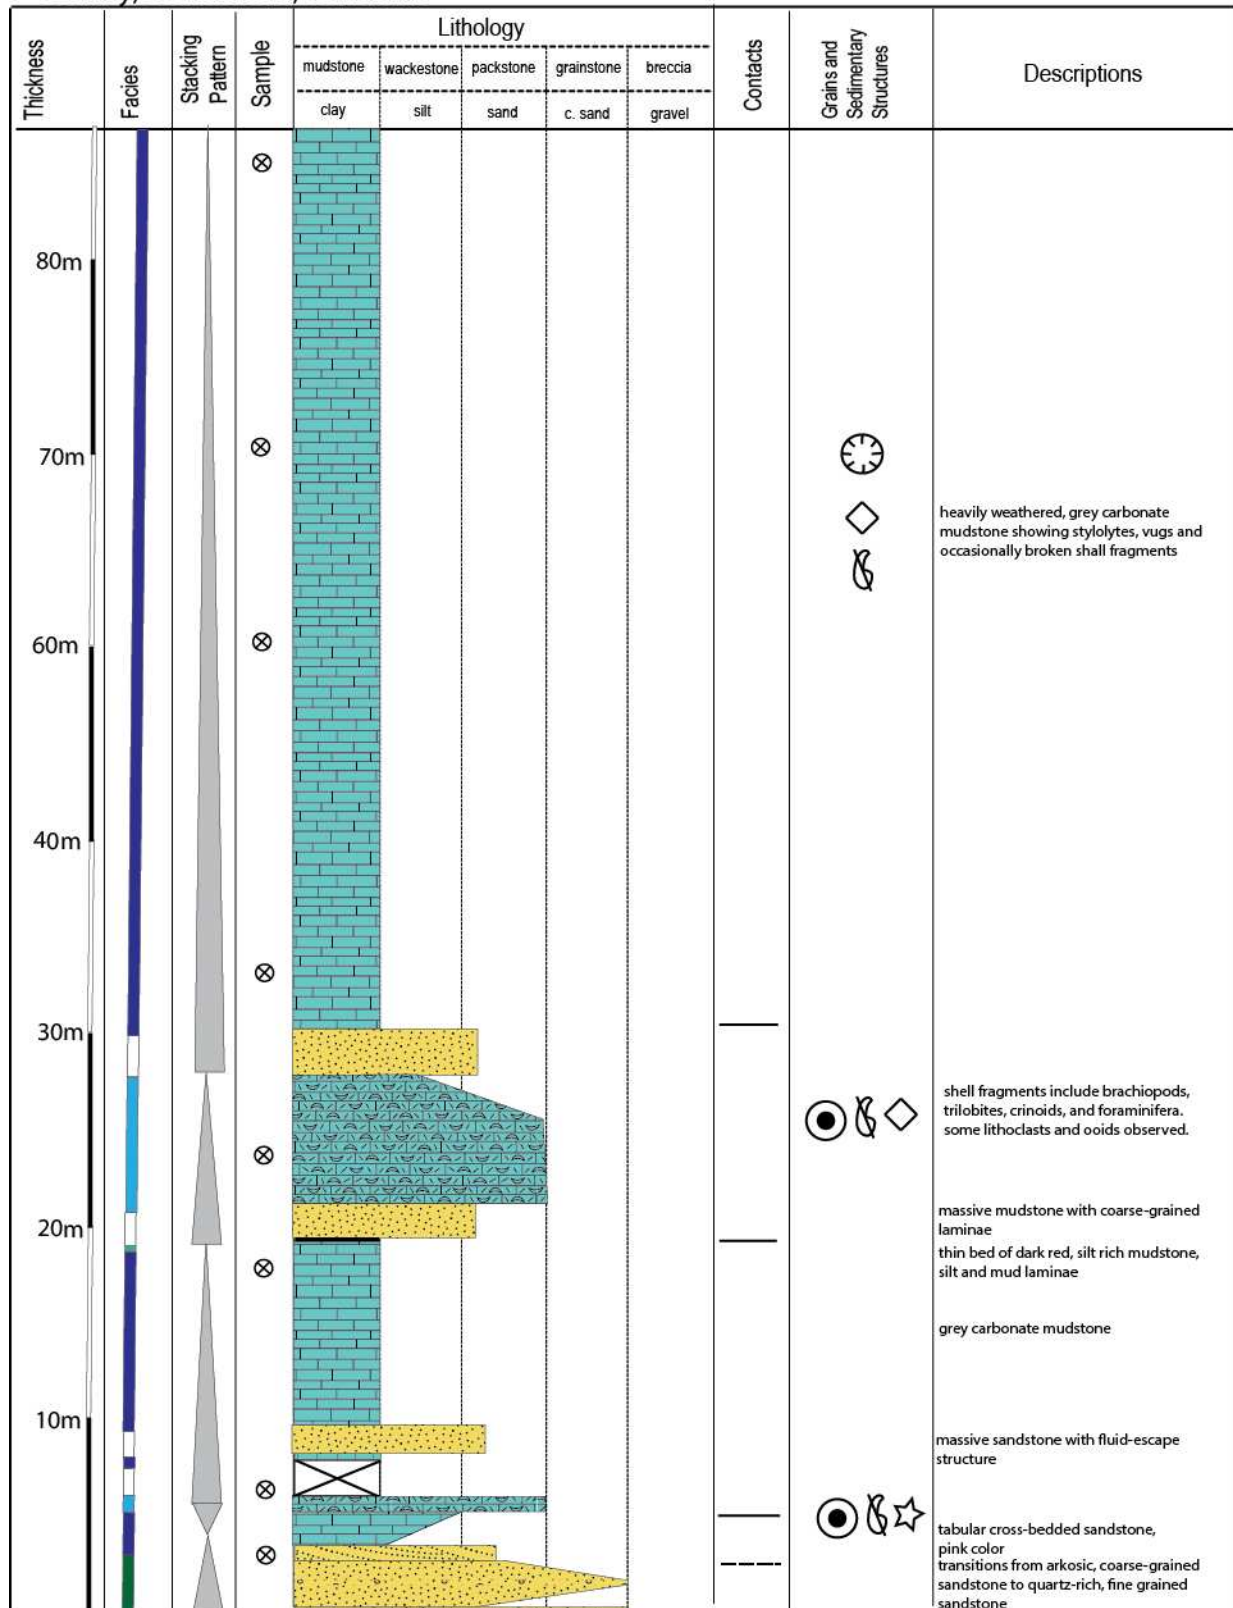 Lithology
Thickness
Facies
Stacking
Pattern
Sample
mudstone wackestone packstone grainstone breccia
clay silt sand c. sand gravel
Contacts
Grains and
Sedimentary
Structures
Descriptions
80m
70m
heavily weathered, grey carbonate
mudstone showing stylolytes, vugs and
occasionally broken shall fragments
60m
40m
30m
shell fragments include brachiopods,
trilobites, crinoids, and foraminifera.
some lithoclasts and ooids observed.
massive mudstone with coarse-grained
laminae
20m
thin bed of dark red, silt rich mudstone,
silt and mud laminae
grey carbonate mudstone
10m
massive sandstone with fluid-escape
structure
tabular cross-bedded sandstone,
pink color
transitions from arkosic, coarse-grained
sandstone to quartz-rich, fine grained
sandstone